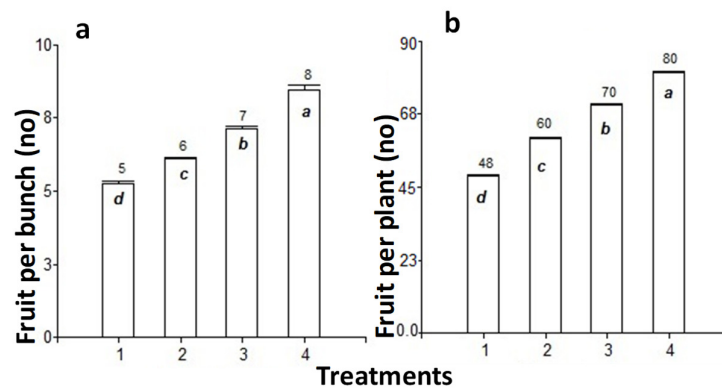 a
Fruit per bunch (no)
10
8
5
3
0
5
6
7
8
d
c
b
a
1 2 3 4
b
Fruit per plant (no)
90
68
45
23
0.0
48
60
70
80
d
c
b
a
1 2 3 4
Treatments